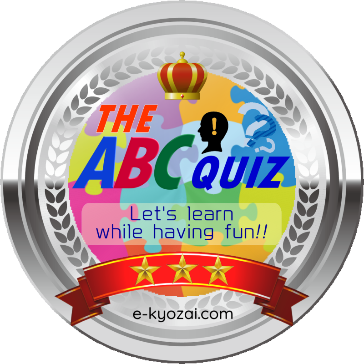 THE
ABC QUIZ
Let's learn
while having fun!!
e-kyozai.com